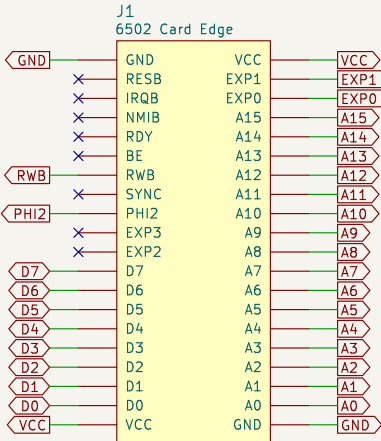 J1
6502 Card Edge
GND GND VCC VCC
RESB EXP1 EXP1
IRQB EXP0 EXP0
NMIB A15 A15
RDY A14 A14
BE A13 A13
RWB RWB A12 A12
SYNC A11 A11
PHI2 PHI2 A10 A10
EXP3 A9 A9
EXP2 A8 A8
D7 D7 A7 A7
D6 D6 A6 A6
D5 D5 A5 A5
D4 D4 A4 A4
D3 D3 A3 A3
D2 D2 A2 A2
D1 D1 A1 A1
D0 D0 A0 A0
VCC VCC GND GND